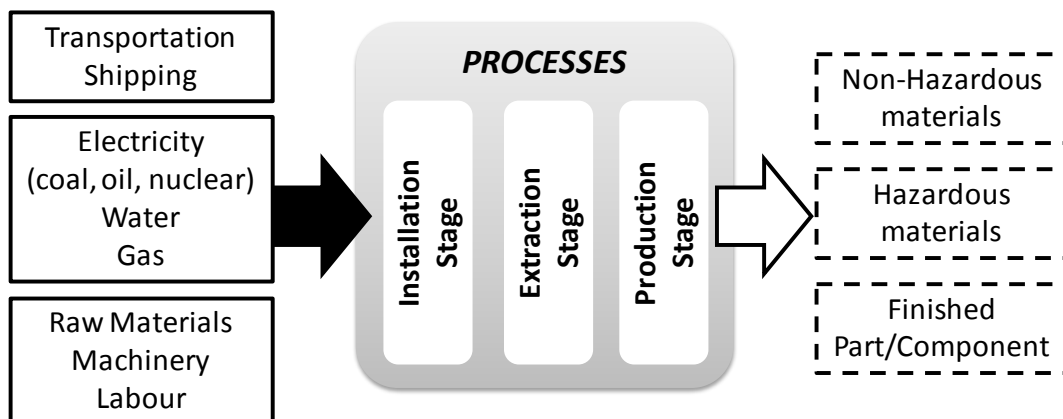 Transportation
Shipping
Electricity
(coal, oil, nuclear)
Water
Gas
Raw Materials
Machinery
Labour
PROCESSES
Installation
Stage
Extraction
Stage
Production
Stage
Non-Hazardous
materials
Hazardous
materials
Finished
Part/Component